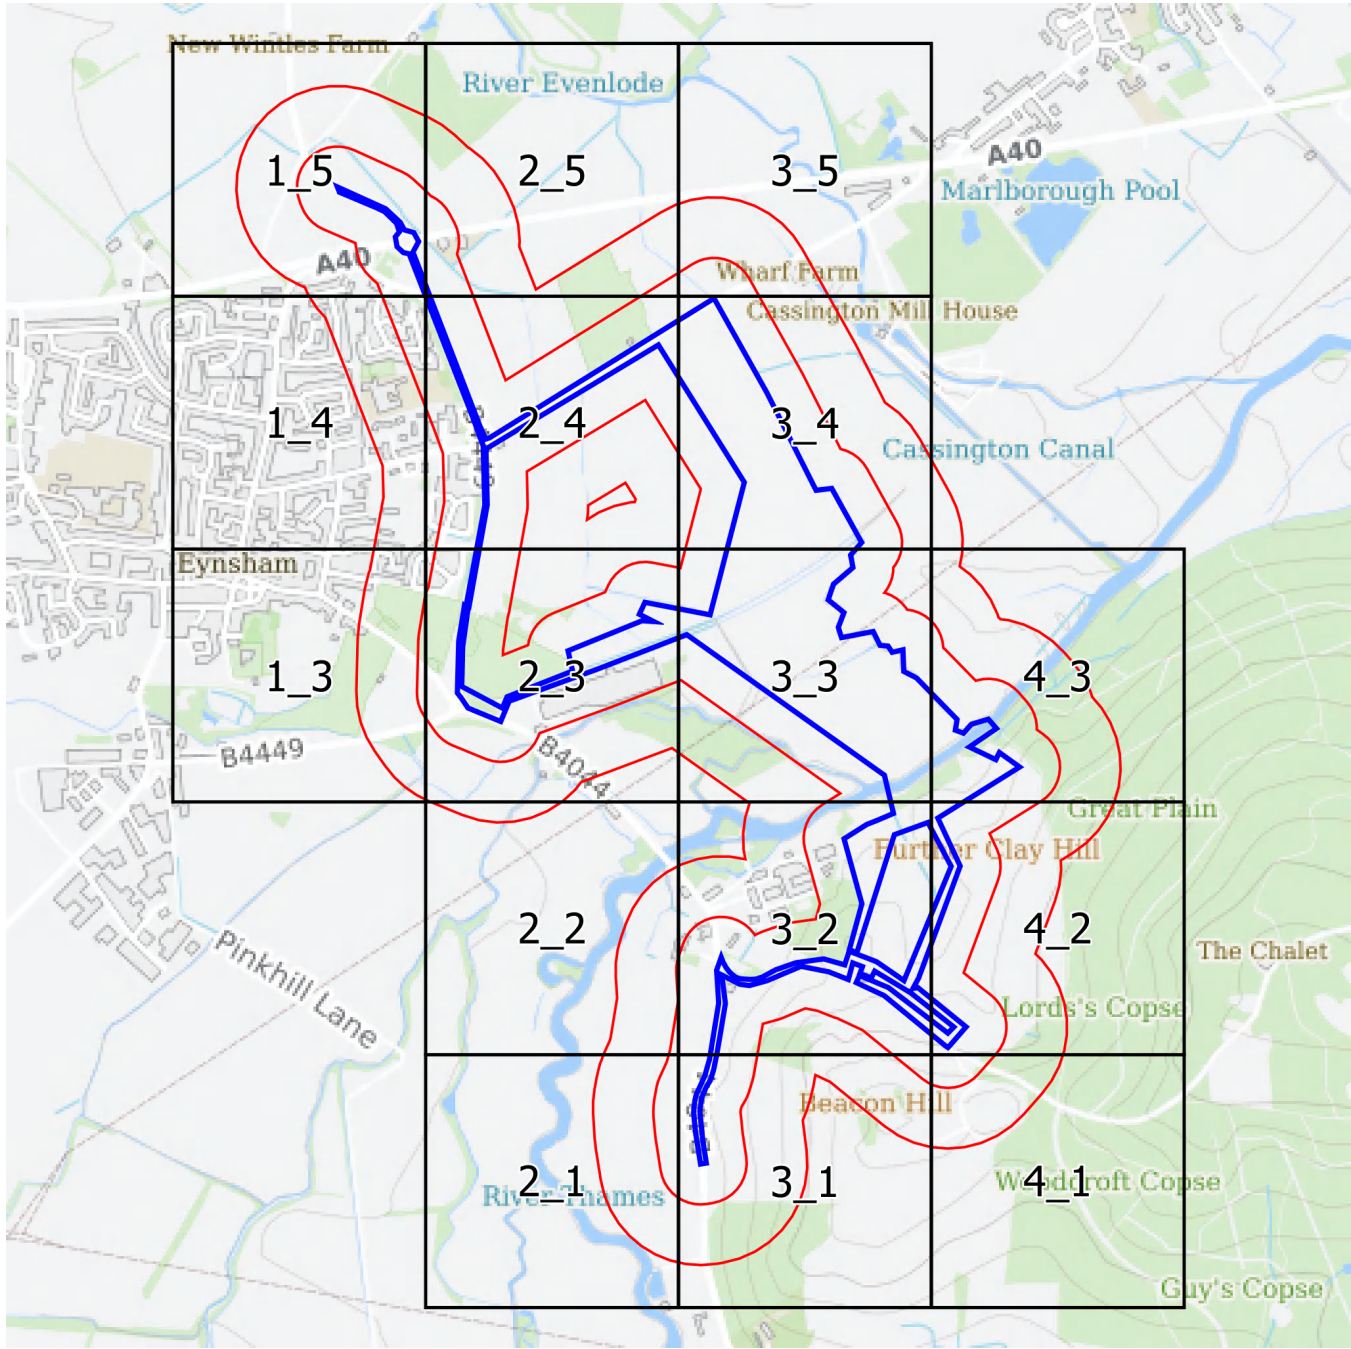 New Wintles Farm
River Evenlode
A40
1_5
2_5
3_5
Marlborough Pool
A40
Wharf Farm
Cassington Mill House
1_4
2_4
3_4
Cassington Canal
Eynsham
1_3
2_3
3_3
4_3
B4449
B4044
Great Plain
Further Clay Hill
2_2
3_2
4_2
Pinkhill Lane
The Chalet
Lords's Copse
Beacon Hill
2_1
3_1
4_1
River Thames
Woodcroft Copse
Guy's Copse